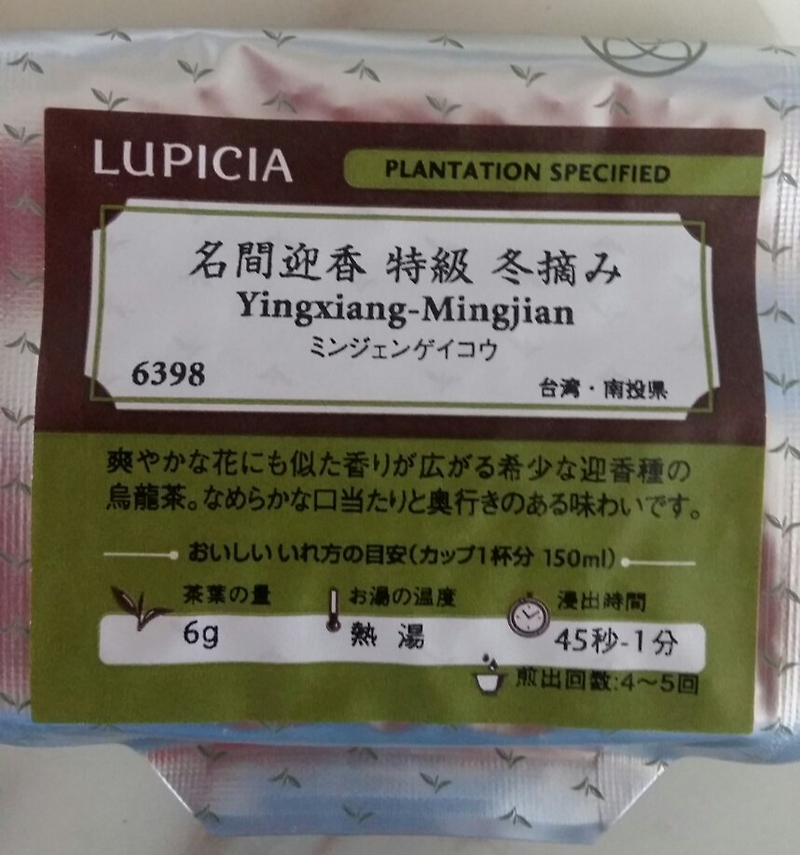 LUPICIA
PLANTATION SPECIFIED
名間迎香 特級 冬摘み
Yingxiang-Mingjian
ミンジェンゲイコウ
6398
台湾・南投県
爽やかな花にも似た香りが広がる希少な迎香種の
烏龍茶。なめらかな口当たりと奥行きのある味わいです。
おいしいいれ方の目安(カップ1杯分 150ml)
茶葉の量
お湯の温度
浸出時間
6g
熱湯
45秒-1分
煎出回数:4〜5回